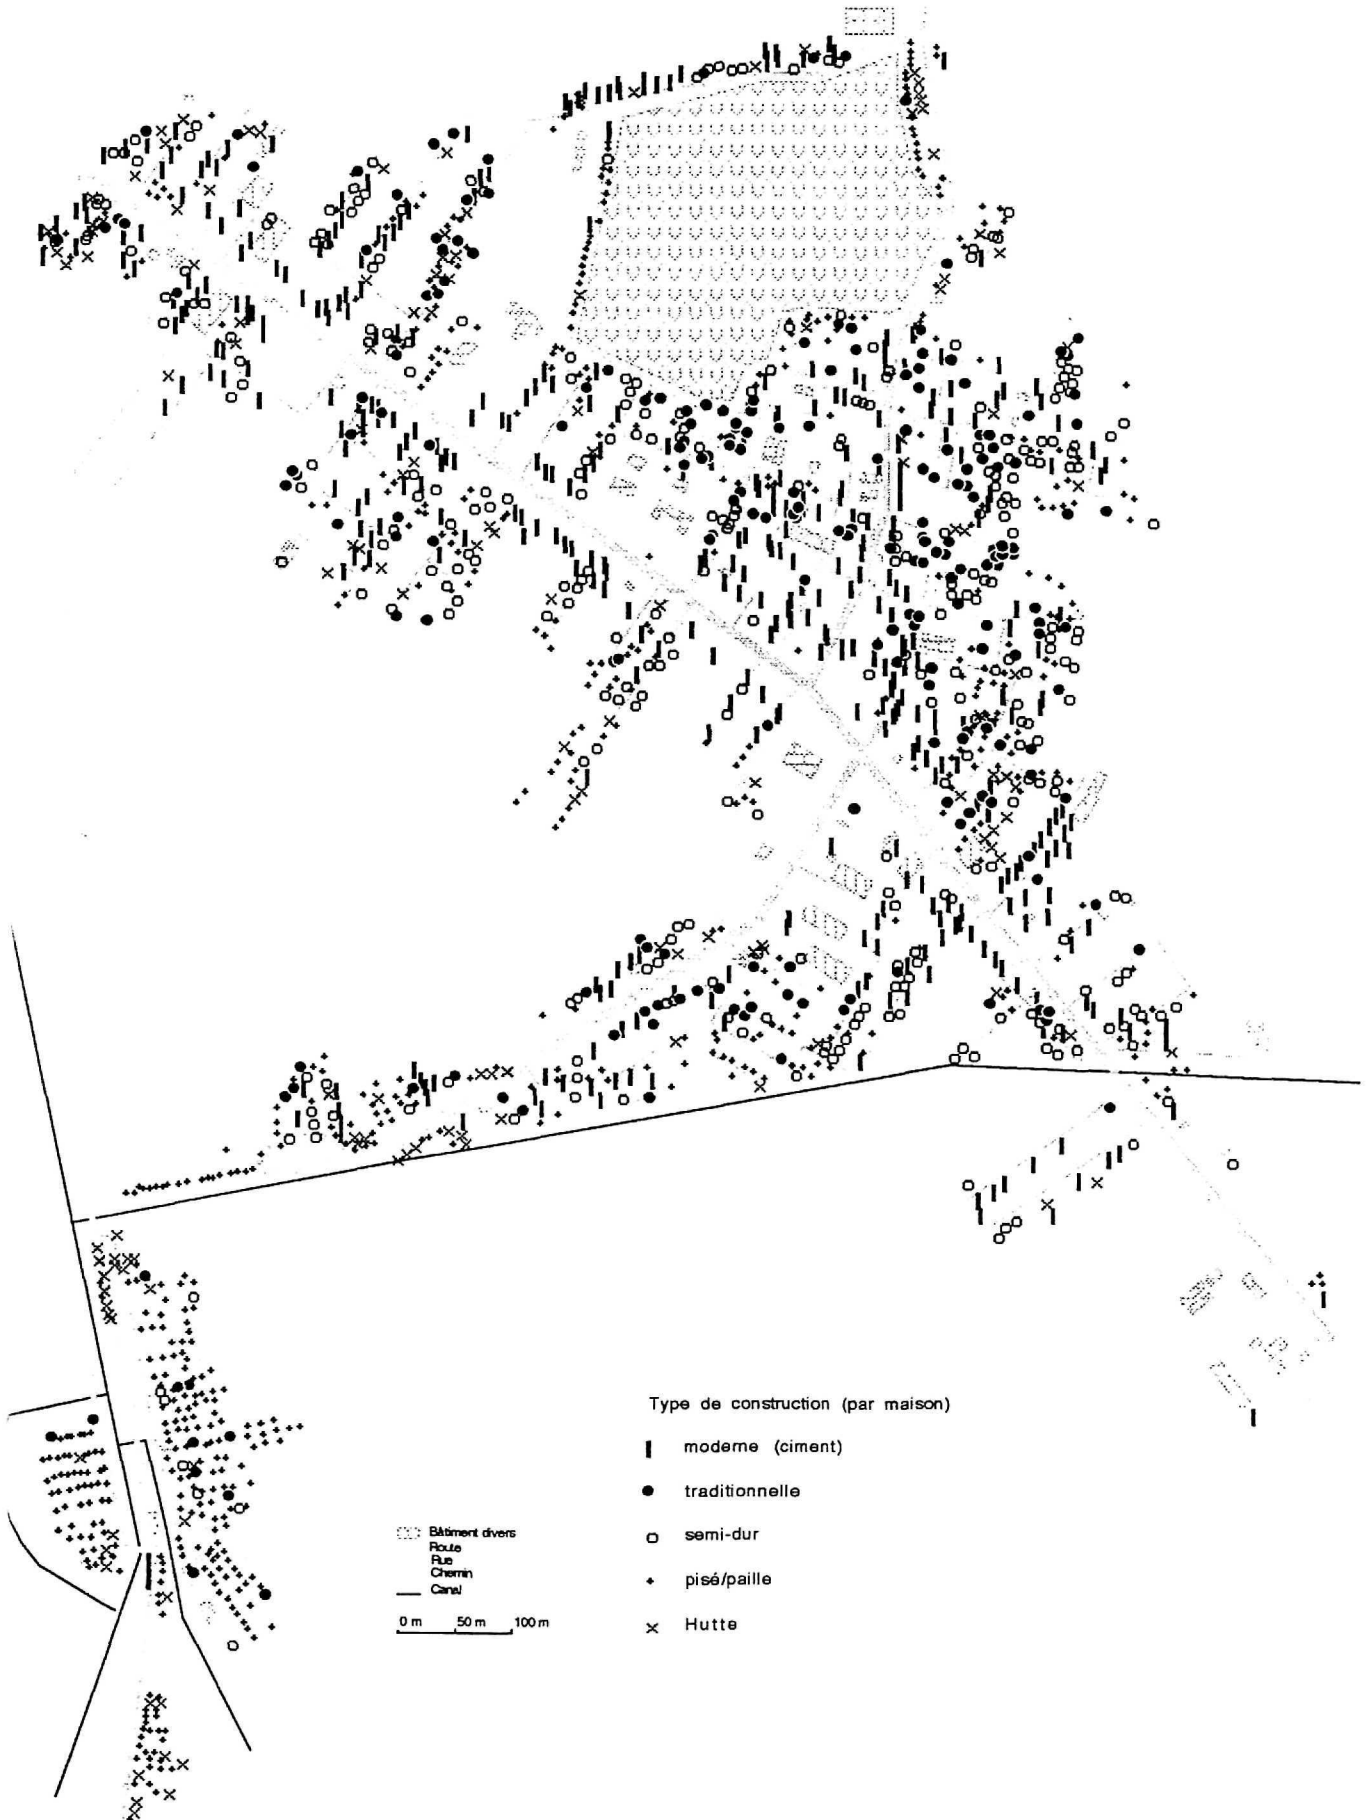 Type de construction (par maison)
moderne (ciment)
traditionnelle
semi-dur
pisé/paille
Hutte
Bâtiment divers
Route
Rue
Chemin
Canal
0 m 50 m 100 m